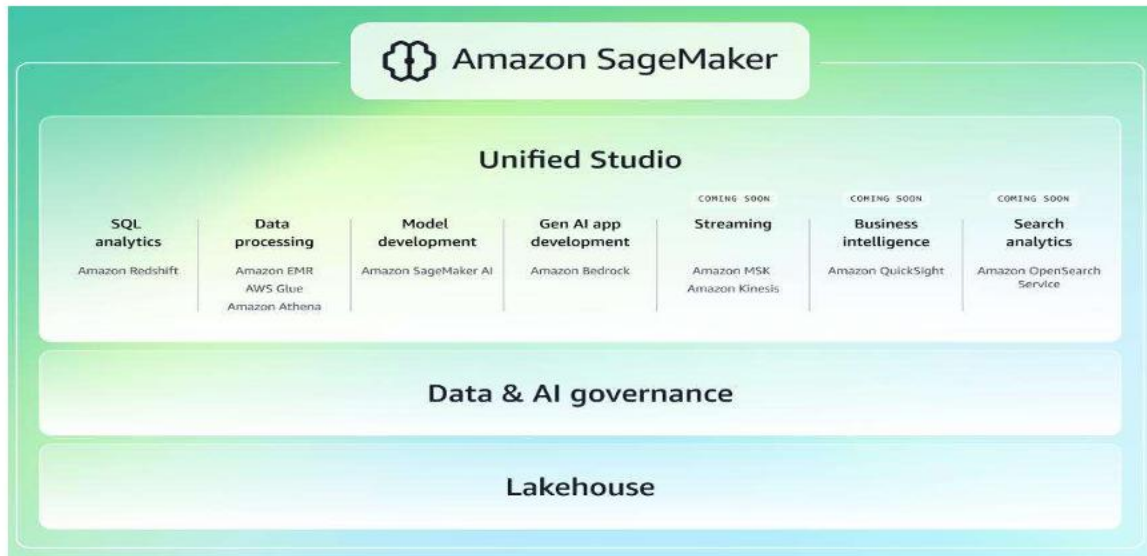 Amazon SageMaker
Unified Studio
SQL
analytics
Amazon Redshift
Data
processing
Amazon EMR
AWS Glue
Amazon Athena
Model
development
Amazon SageMaker AI
Gen AI app
development
Amazon Bedrock
COMING SOON
Streaming
Amazon MSK
Amazon Kinesis
COMING SOON
Business
intelligence
Amazon QuickSight
COMING SOON
Search
analytics
Amazon OpenSearch
Service
Data & AI governance
Lakehouse